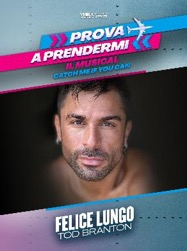 PROVA
A PRENDERMI
IL MUSICAL
CATCH ME IF YOU CAN
FELICE LUNGO
TOD BRANTON